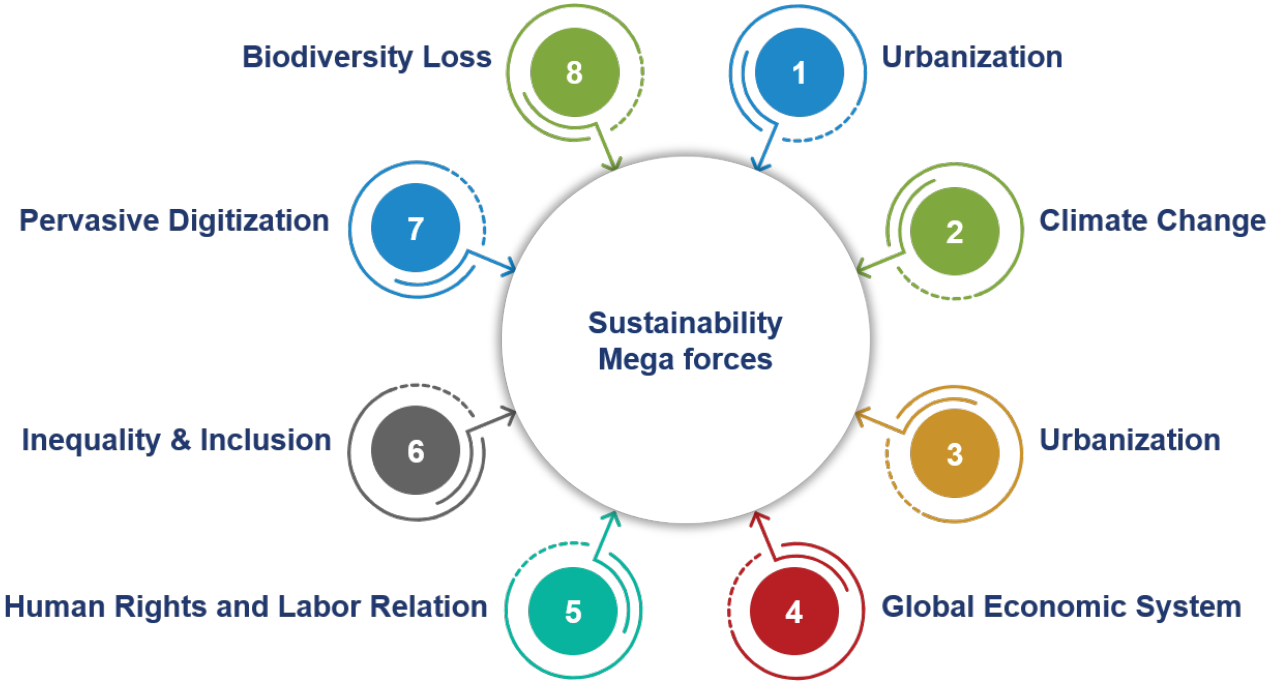 Sustainability
Mega forces
1
Urbanization
2
Climate Change
3
Urbanization
4
Global Economic System
5
Human Rights and Labor Relation
6
Inequality & Inclusion
7
Pervasive Digitization
8
Biodiversity Loss